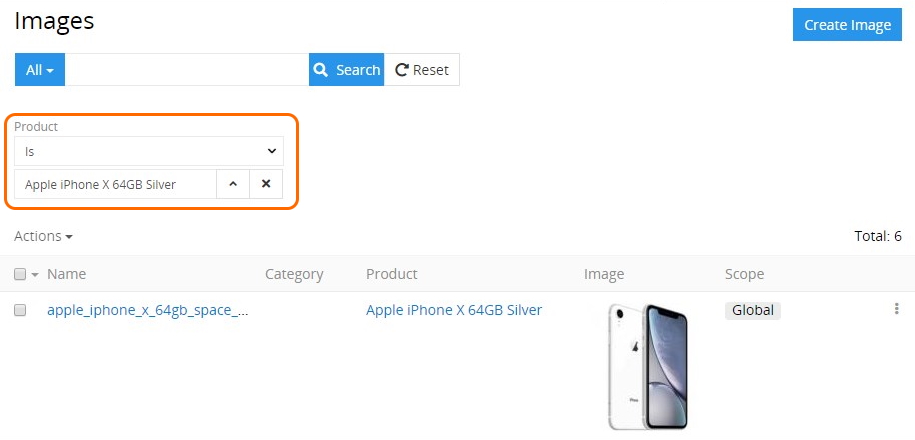 Images
Create Image
All
Search
Reset
Product
Is
Apple iPhone X 64GB Silver
Actions
Total: 6
Name Category Product Image Scope
apple_iphone_x_64gb_space_... Apple iPhone X 64GB Silver Global